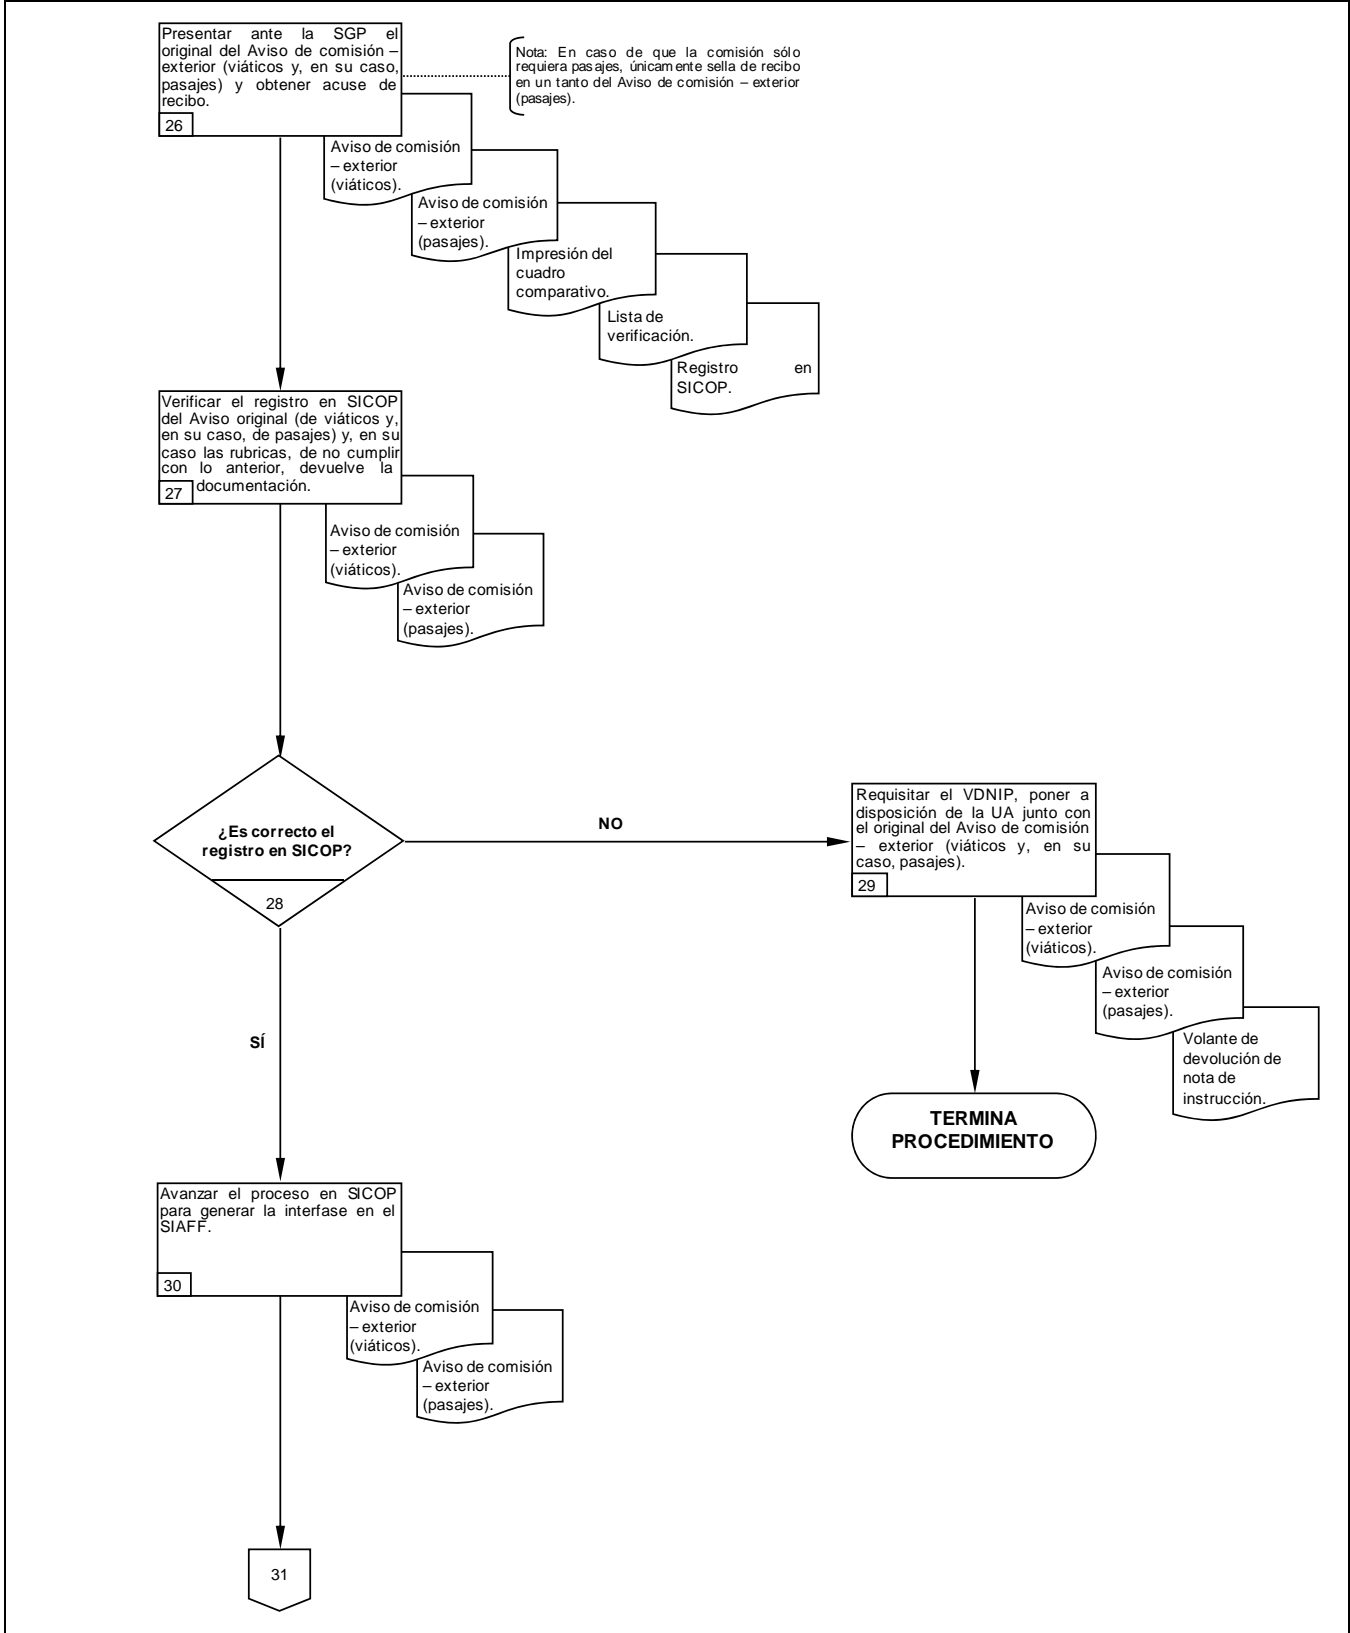 Presentar ante la SGP el
original del Aviso de comisión –
exterior (viáticos y, en su caso,
pasajes) y obtener acuse de
recibo.
26
Nota: En caso de que la comisión sólo
requiera pasajes, únicamente sella de recibo
en un tanto del Aviso de comisión – exterior
(pasajes).
Aviso de comisión
– exterior
(viáticos).
Aviso de comisión
– exterior
(pasajes).
Impresión del
cuadro
comparativo.
Lista de
verificación.
Registro en
SICOP.
Verificar el registro en SICOP
del Aviso original (de viáticos y,
en su caso, de pasajes) y, en su
caso las rubricas, de no cumplir
con lo anterior, devuelve la
documentación.
27
Aviso de comisión
– exterior
(viáticos).
Aviso de comisión
– exterior
(pasajes).
¿Es correcto el
registro en SICOP?
28
NO
Requisitar el VDNIP, poner a
disposición de la UA junto con
el original del Aviso de comisión
– exterior (viáticos y, en su
caso, pasajes).
29
Aviso de comisión
– exterior
(viáticos).
Aviso de comisión
– exterior
(pasajes).
Volante de
devolución de
nota de
instrucción.
SÍ
TERMINA
PROCEDIMIENTO
Avanzar el proceso en SICOP
para generar la interfase en el
SIAFF.
30
Aviso de comisión
– exterior
(viáticos).
Aviso de comisión
– exterior
(pasajes).
31